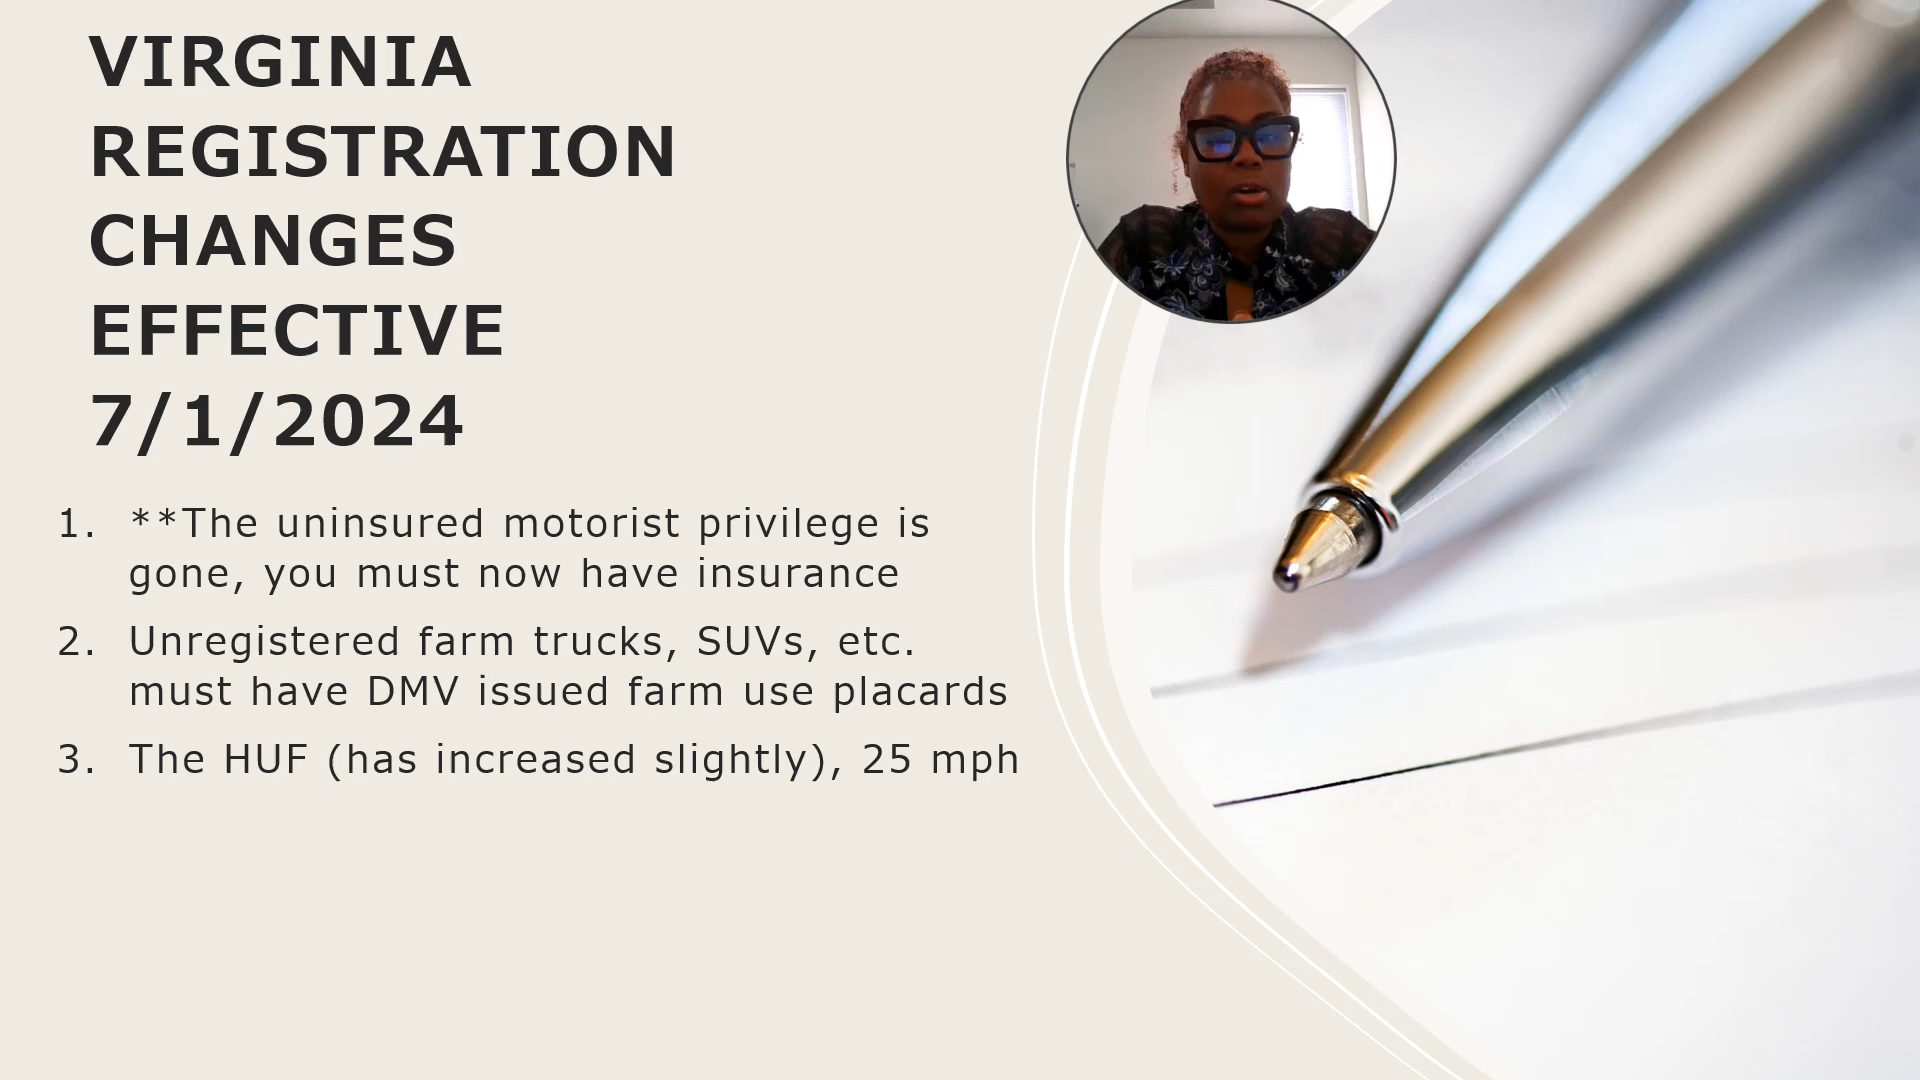 VIRGINIA
REGISTRATION
CHANGES
EFFECTIVE
7/1/2024
1. **The uninsured motorist privilege is
gone, you must now have insurance
2. Unregistered farm trucks, SUVs, etc.
must have DMV issued farm use placards
3. The HUF (has increased slightly), 25 mph